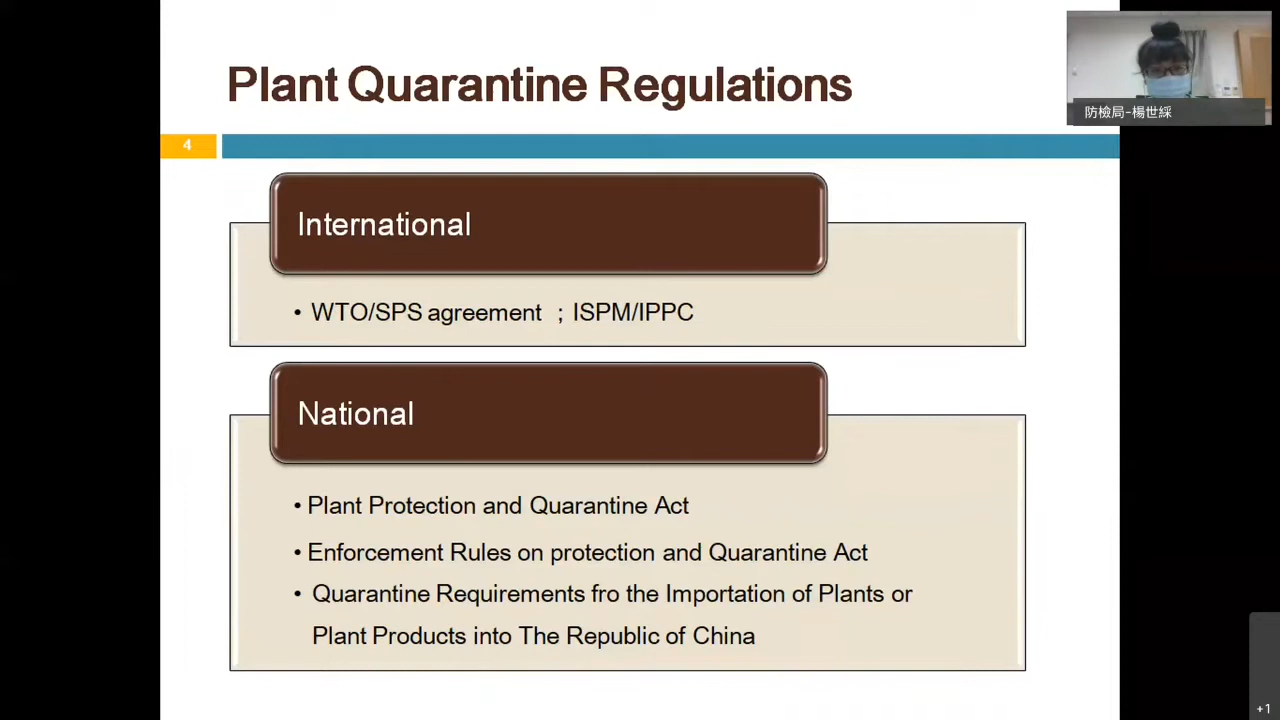 Plant Quarantine Regulations
防檢局-楊世綵
4
International
• WTO/SPS agreement ；ISPM/IPPC
National
• Plant Protection and Quarantine Act
• Enforcement Rules on protection and Quarantine Act
• Quarantine Requirements fro the Importation of Plants or
Plant Products into The Republic of China
+1